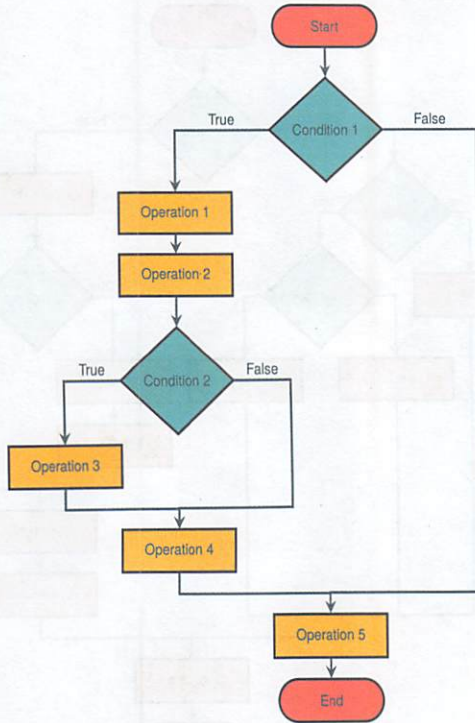 Start
Condition 1
True
False
Operation 1
Operation 2
Condition 2
True
False
Operation 3
Operation 4
Operation 5
End